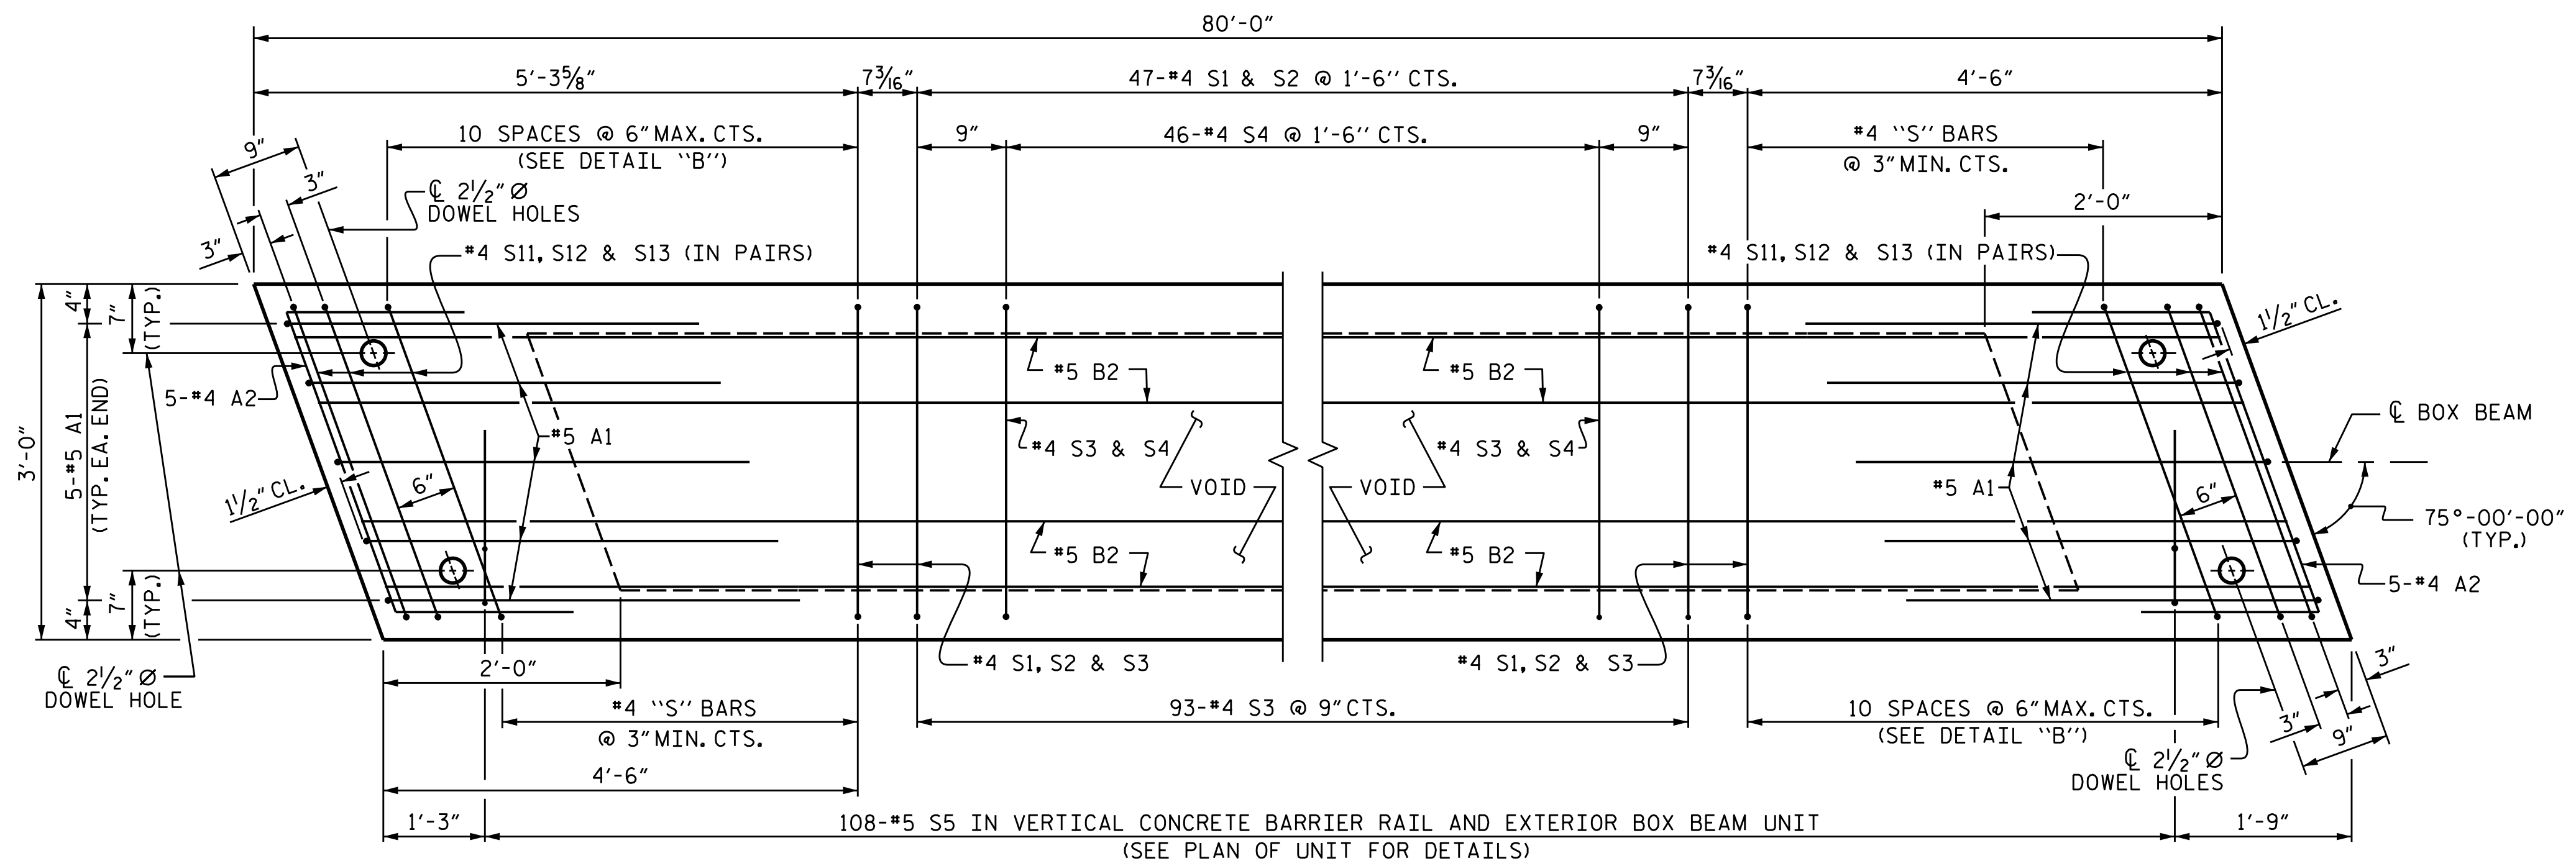 80'-0"
5'-3⅝"
7 3/16"
47-#4 S1 & S2 @ 1'-6" CTS.
7 3/16"
4'-6"
10 SPACES @ 6" MAX. CTS.
(SEE DETAIL "B")
9"
46-#4 S4 @ 1'-6" CTS.
9"
#4 "S" BARS
@ 3" MIN. CTS.
9"
3"
3"
℄ 2½" Ø
DOWEL HOLES
2'-0"
#4 S11, S12 & S13 (IN PAIRS)
#4 S11, S12 & S13 (IN PAIRS)
4"
7"
(TYP.)
1½" CL.
3'-0"
5-#5 A1
(TYP. EA. END)
5-#4 A2
#5 A1
#5 B2
#5 B2
#4 S3 & S4
#4 S3 & S4
℄ BOX BEAM
1½" CL.
6"
VOID
VOID
#5 A1
6"
75°-00'-00"
(TYP.)
#5 B2
#5 B2
5-#4 A2
4"
7"
(TYP.)
℄ 2½" Ø
DOWEL HOLE
2'-0"
#4 S1, S2 & S3
#4 S1, S2 & S3
3"
#4 "S" BARS
@ 3" MIN. CTS.
93-#4 S3 @ 9" CTS.
10 SPACES @ 6" MAX. CTS.
(SEE DETAIL "B")
3"
9"
℄ 2½" Ø
DOWEL HOLES
4'-6"
1'-3"
108-#5 S5 IN VERTICAL CONCRETE BARRIER RAIL AND EXTERIOR BOX BEAM UNIT
(SEE PLAN OF UNIT FOR DETAILS)
1'-9"